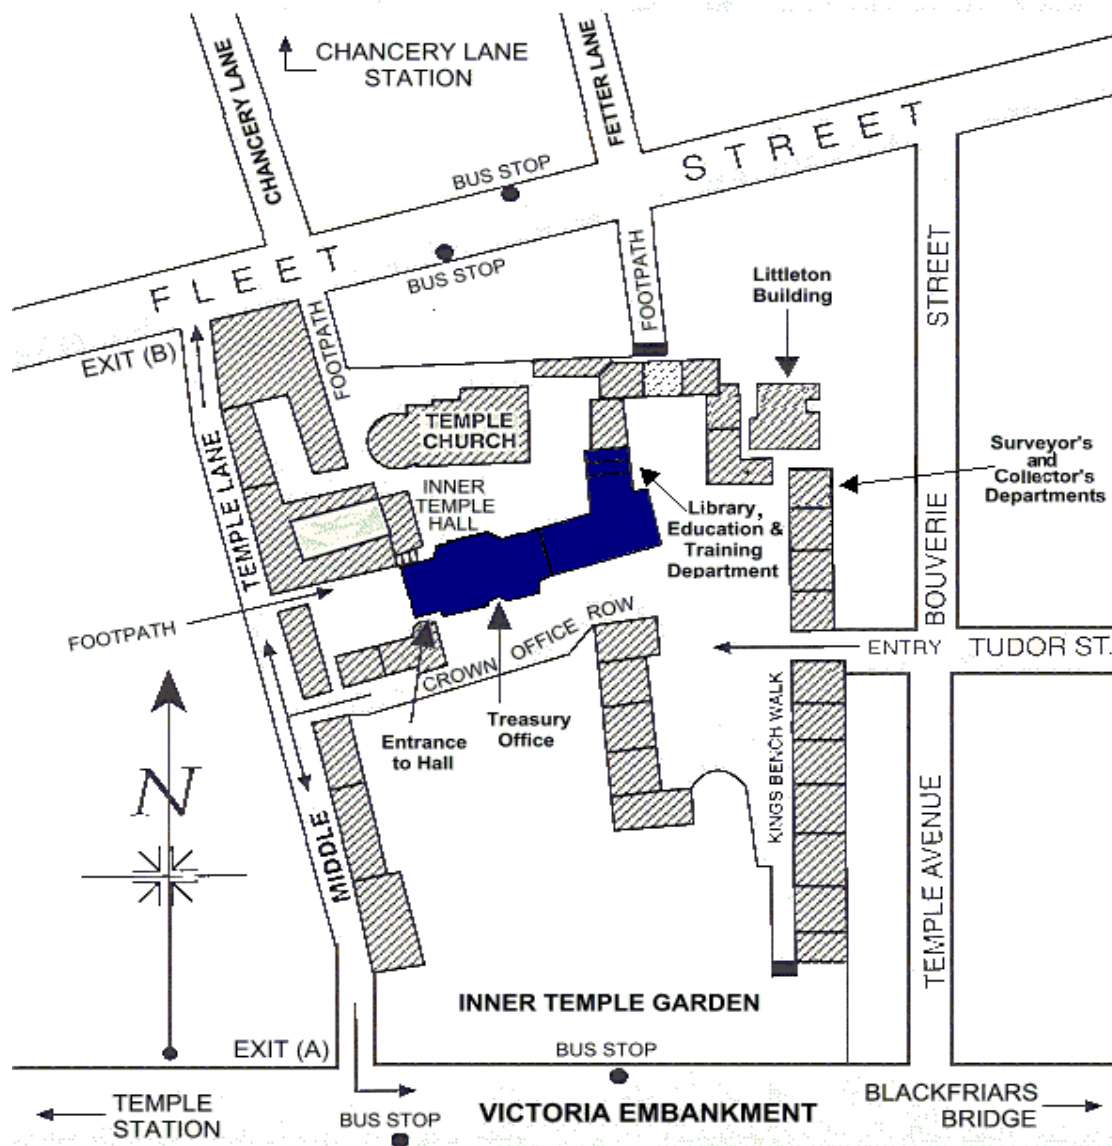 CHANCERY LANE
STATION
CHANCERY LANE
FETTER LANE
BUS STOP
STREET
FLEET
BUS STOP
FOOTPATH
FOOTPATH
Littleton
Building
STREET
BOUVERIE
EXIT (B)
TEMPLE
CHURCH
Surveyor's
and
Collector's
Departments
INNER
TEMPLE
HALL
Library,
Education &
Training
Department
TEMPLE LANE
MIDDLE
FOOTPATH
CROWN OFFICE ROW
ENTRY
TUDOR ST.
Entrance
to Hall
Treasury
Office
KINGS BENCH WALK
TEMPLE AVENUE
N
INNER TEMPLE GARDEN
EXIT (A)
BUS STOP
TEMPLE
STATION
BUS STOP
VICTORIA EMBANKMENT
BLACKFRIARS
BRIDGE